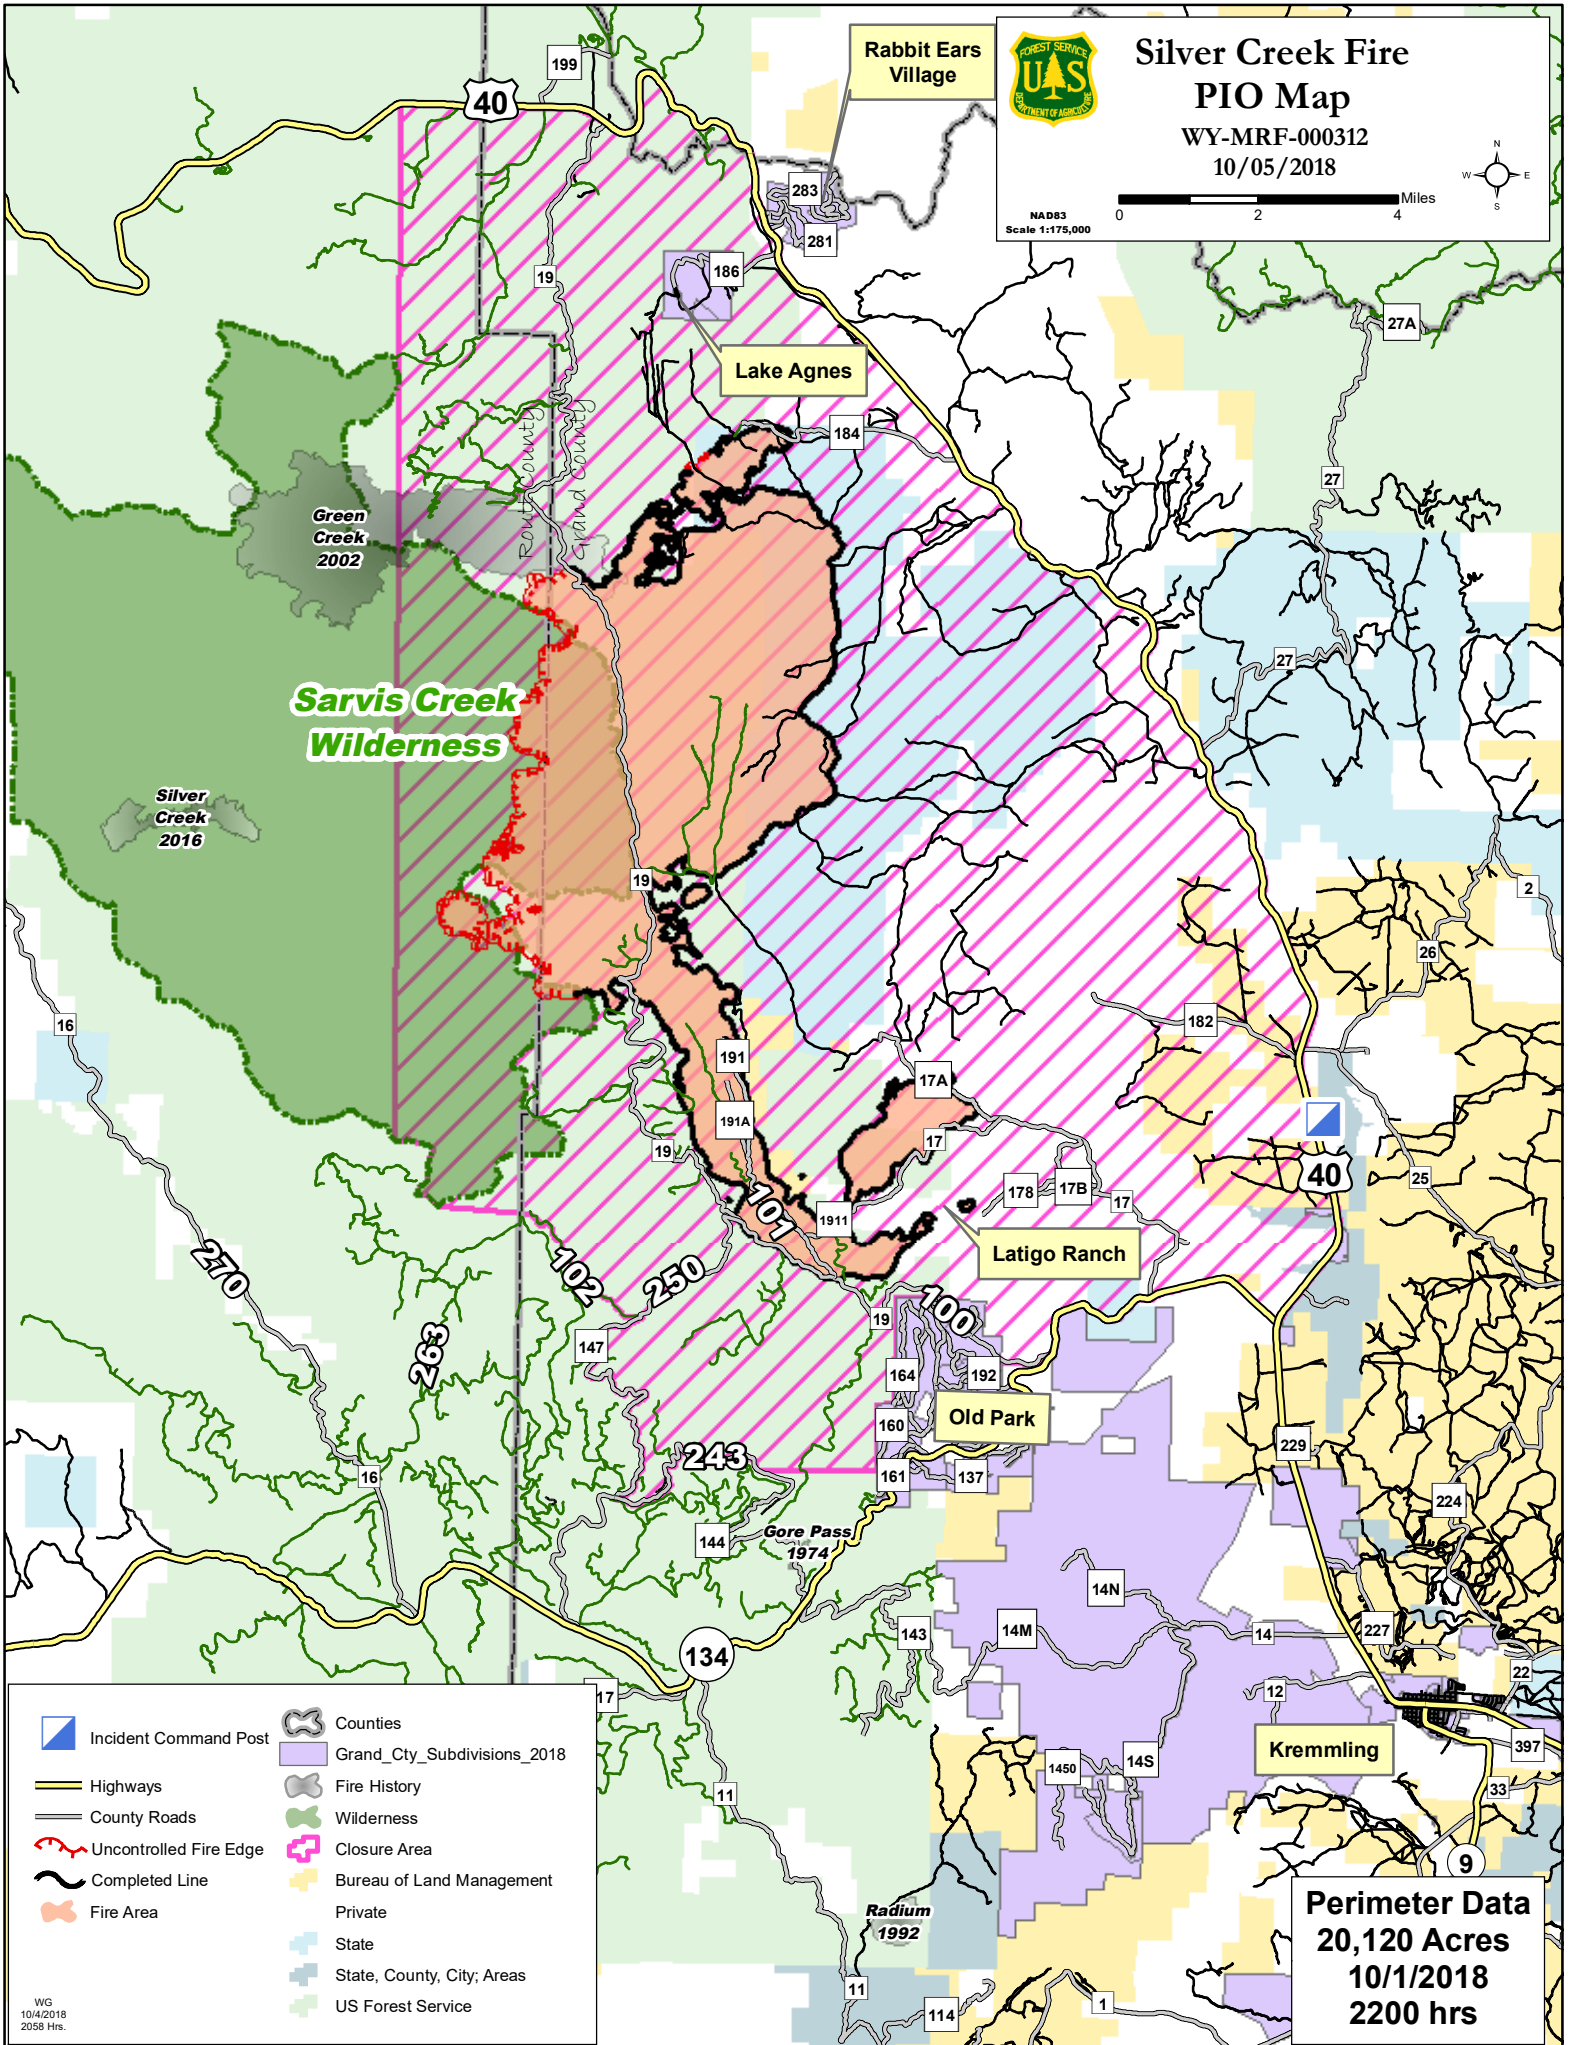 Silver Creek Fire
PIO Map
WY-MRF-000312
10/05/2018
FOREST SERVICE
US
DEPARTMENT OF AGRICULTURE
N
W
E
S
NAD83
Scale 1:175,000
0
2
4
Miles
Rabbit Ears
Village
199
40
283
281
186
19
27A
Lake Agnes
184
27
Routt County
Grand County
Green
Creek
2002
27
Sarvis Creek
Wilderness
Silver
Creek
2016
19
2
26
16
182
191
17A
191A
17
19
40
25
178
17B
17
101
1911
Latigo Ranch
270
102
250
100
19
147
263
164
192
Old Park
160
229
243
161
137
16
224
144
Gore Pass
1974
14N
143
14M
14
227
134
22
17
12
Kremmling
397
1450
14S
33
11
9
Radium
1992
11
114
1
Incident Command Post
Highways
County Roads
Uncontrolled Fire Edge
Completed Line
Fire Area
Counties
Grand_Cty_Subdivisions_2018
Fire History
Wilderness
Closure Area
Bureau of Land Management
Private
State
State, County, City; Areas
US Forest Service
WG
10/4/2018
2058 Hrs.
Perimeter Data
20,120 Acres
10/1/2018
2200 hrs